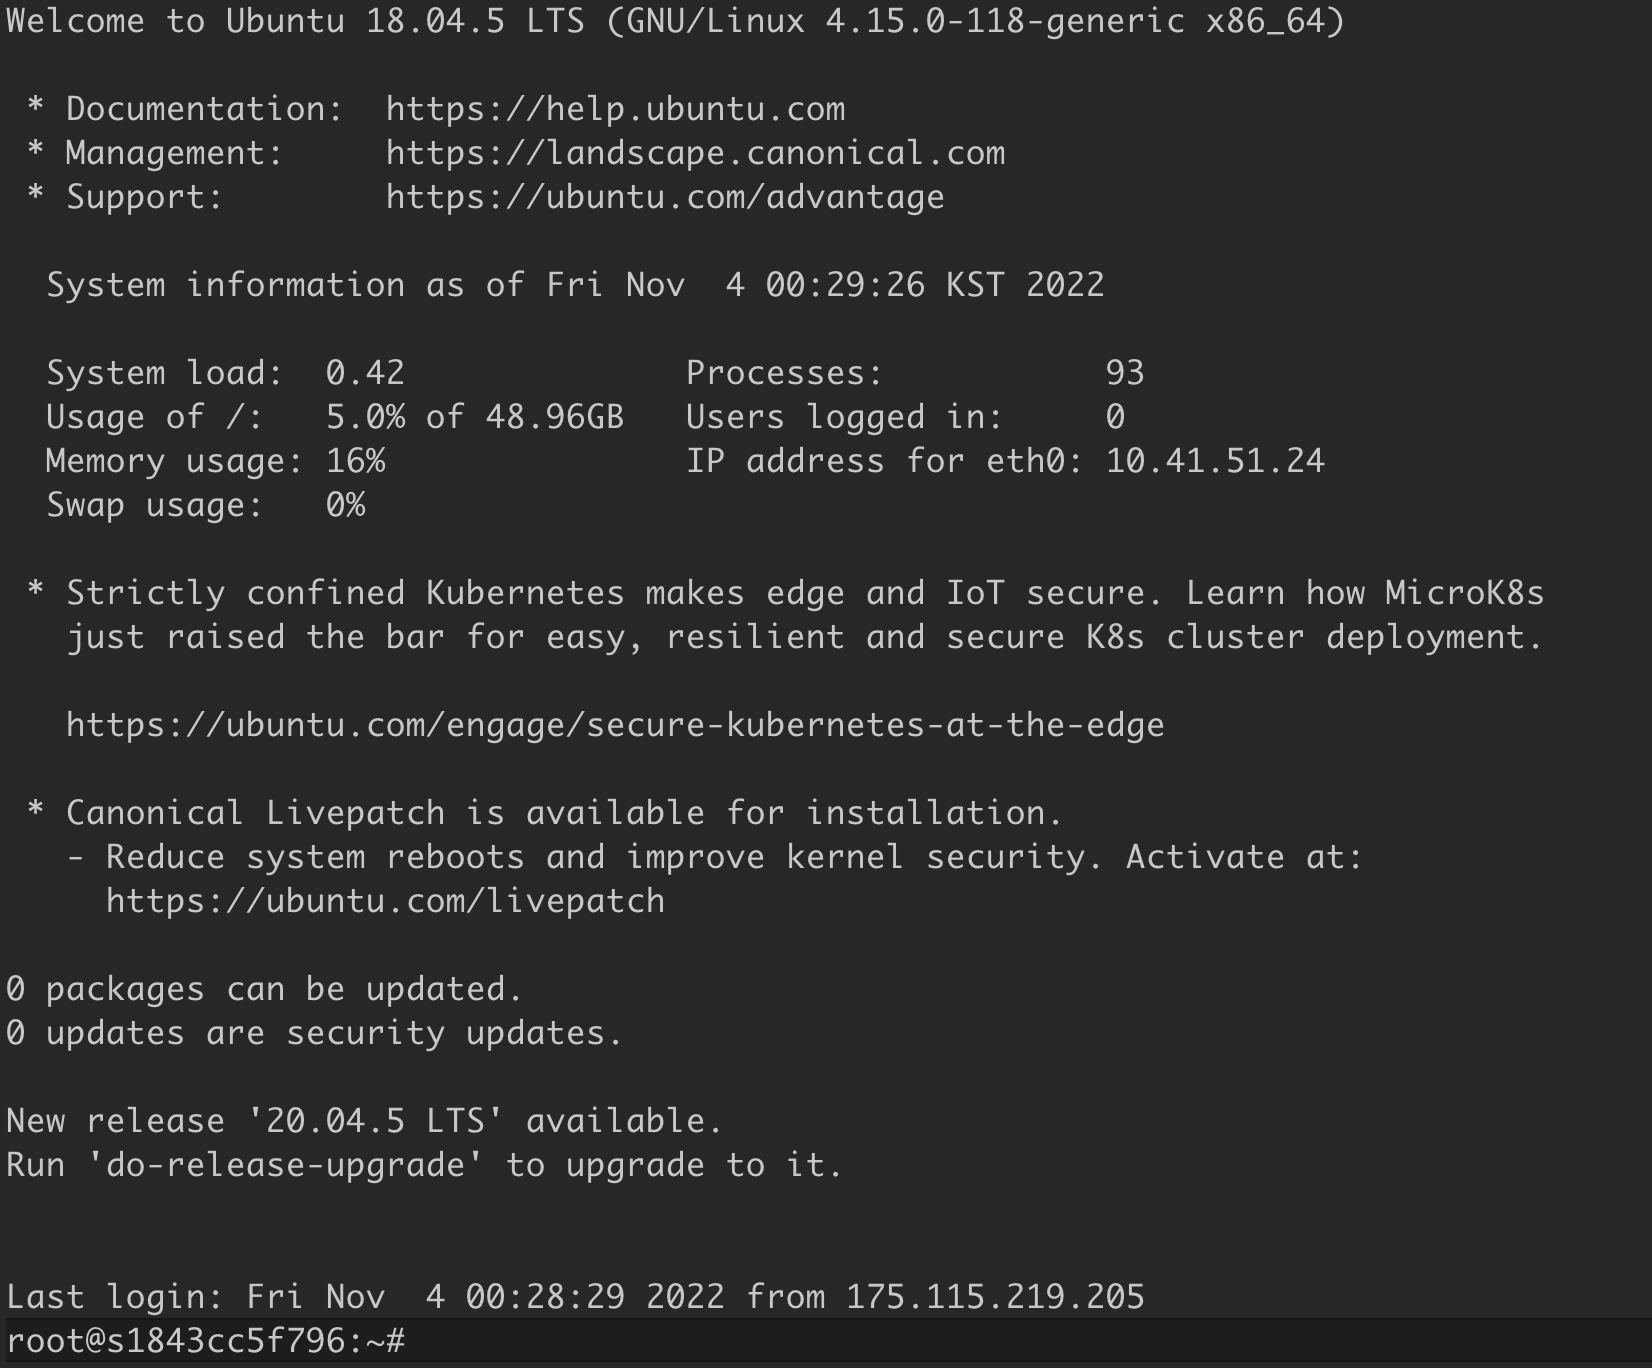 Welcome to Ubuntu 18.04.5 LTS (GNU/Linux 4.15.0-118-generic x86_64)

 * Documentation:  https://help.ubuntu.com
 * Management:     https://landscape.canonical.com
 * Support:        https://ubuntu.com/advantage

  System information as of Fri Nov  4 00:29:26 KST 2022

  System load:  0.42              Processes:           93
  Usage of /:   5.0% of 48.96GB   Users logged in:     0
  Memory usage: 16%               IP address for eth0: 10.41.51.24
  Swap usage:   0%

 * Strictly confined Kubernetes makes edge and IoT secure. Learn how MicroK8s
   just raised the bar for easy, resilient and secure K8s cluster deployment.

   https://ubuntu.com/engage/secure-kubernetes-at-the-edge

 * Canonical Livepatch is available for installation.
   - Reduce system reboots and improve kernel security. Activate at:
     https://ubuntu.com/livepatch

0 packages can be updated.
0 updates are security updates.

New release '20.04.5 LTS' available.
Run 'do-release-upgrade' to upgrade to it.


Last login: Fri Nov  4 00:28:29 2022 from 175.115.219.205
root@s1843cc5f796:~#